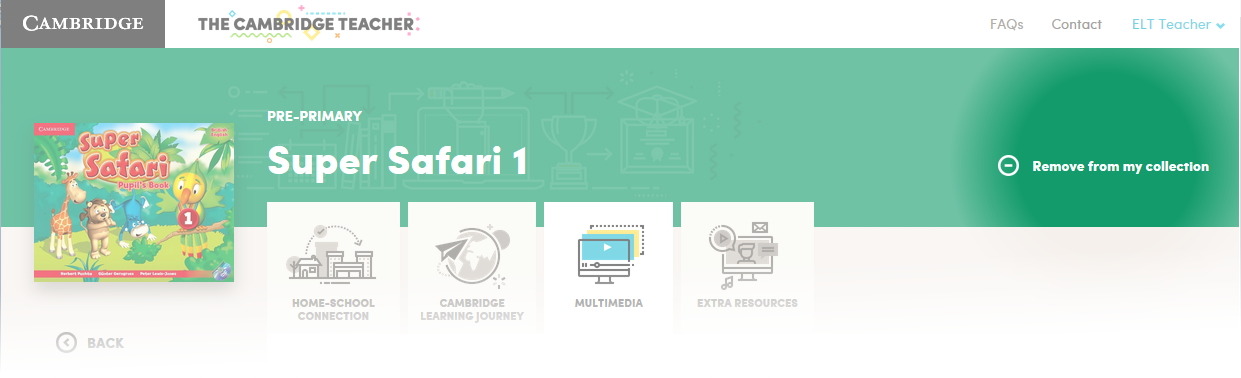 CAMBRIDGE
THE CAMBRIDGE TEACHER
FAQs
Contact
ELT Teacher
PRE-PRIMARY
Super Safari 1
Remove from my collection
CAMBRIDGE
Super
Safari
Pupil's Book
1
Herbert Puchta
Günter Gerngross
Peter Lewis-Jones
HOME-SCHOOL
CONNECTION
CAMBRIDGE
LEARNING JOURNEY
MULTIMEDIA
EXTRA RESOURCES
BACK